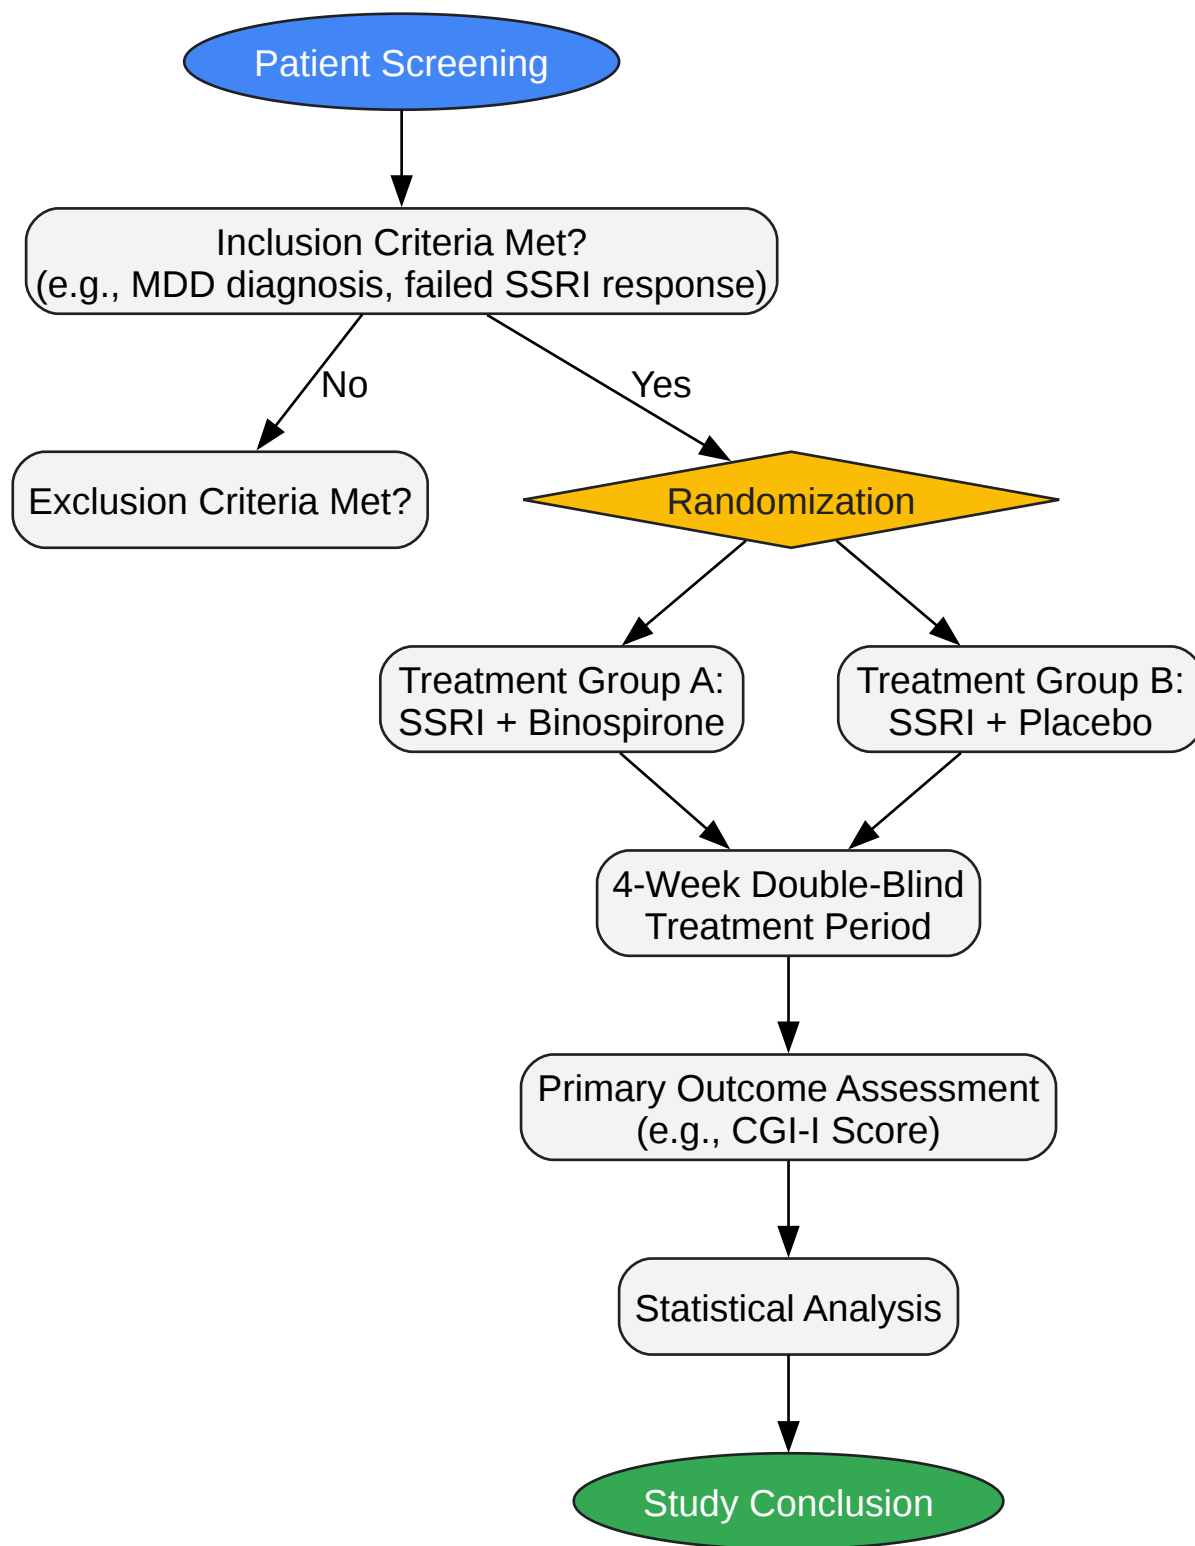 Patient Screening
Inclusion Criteria Met?
(e.g., MDD diagnosis, failed SSRI response)
No
Yes
Exclusion Criteria Met?
Randomization
Treatment Group A:
SSRI + Binospirone
Treatment Group B:
SSRI + Placebo
4-Week Double-Blind
Treatment Period
Primary Outcome Assessment
(e.g., CGI-I Score)
Statistical Analysis
Study Conclusion